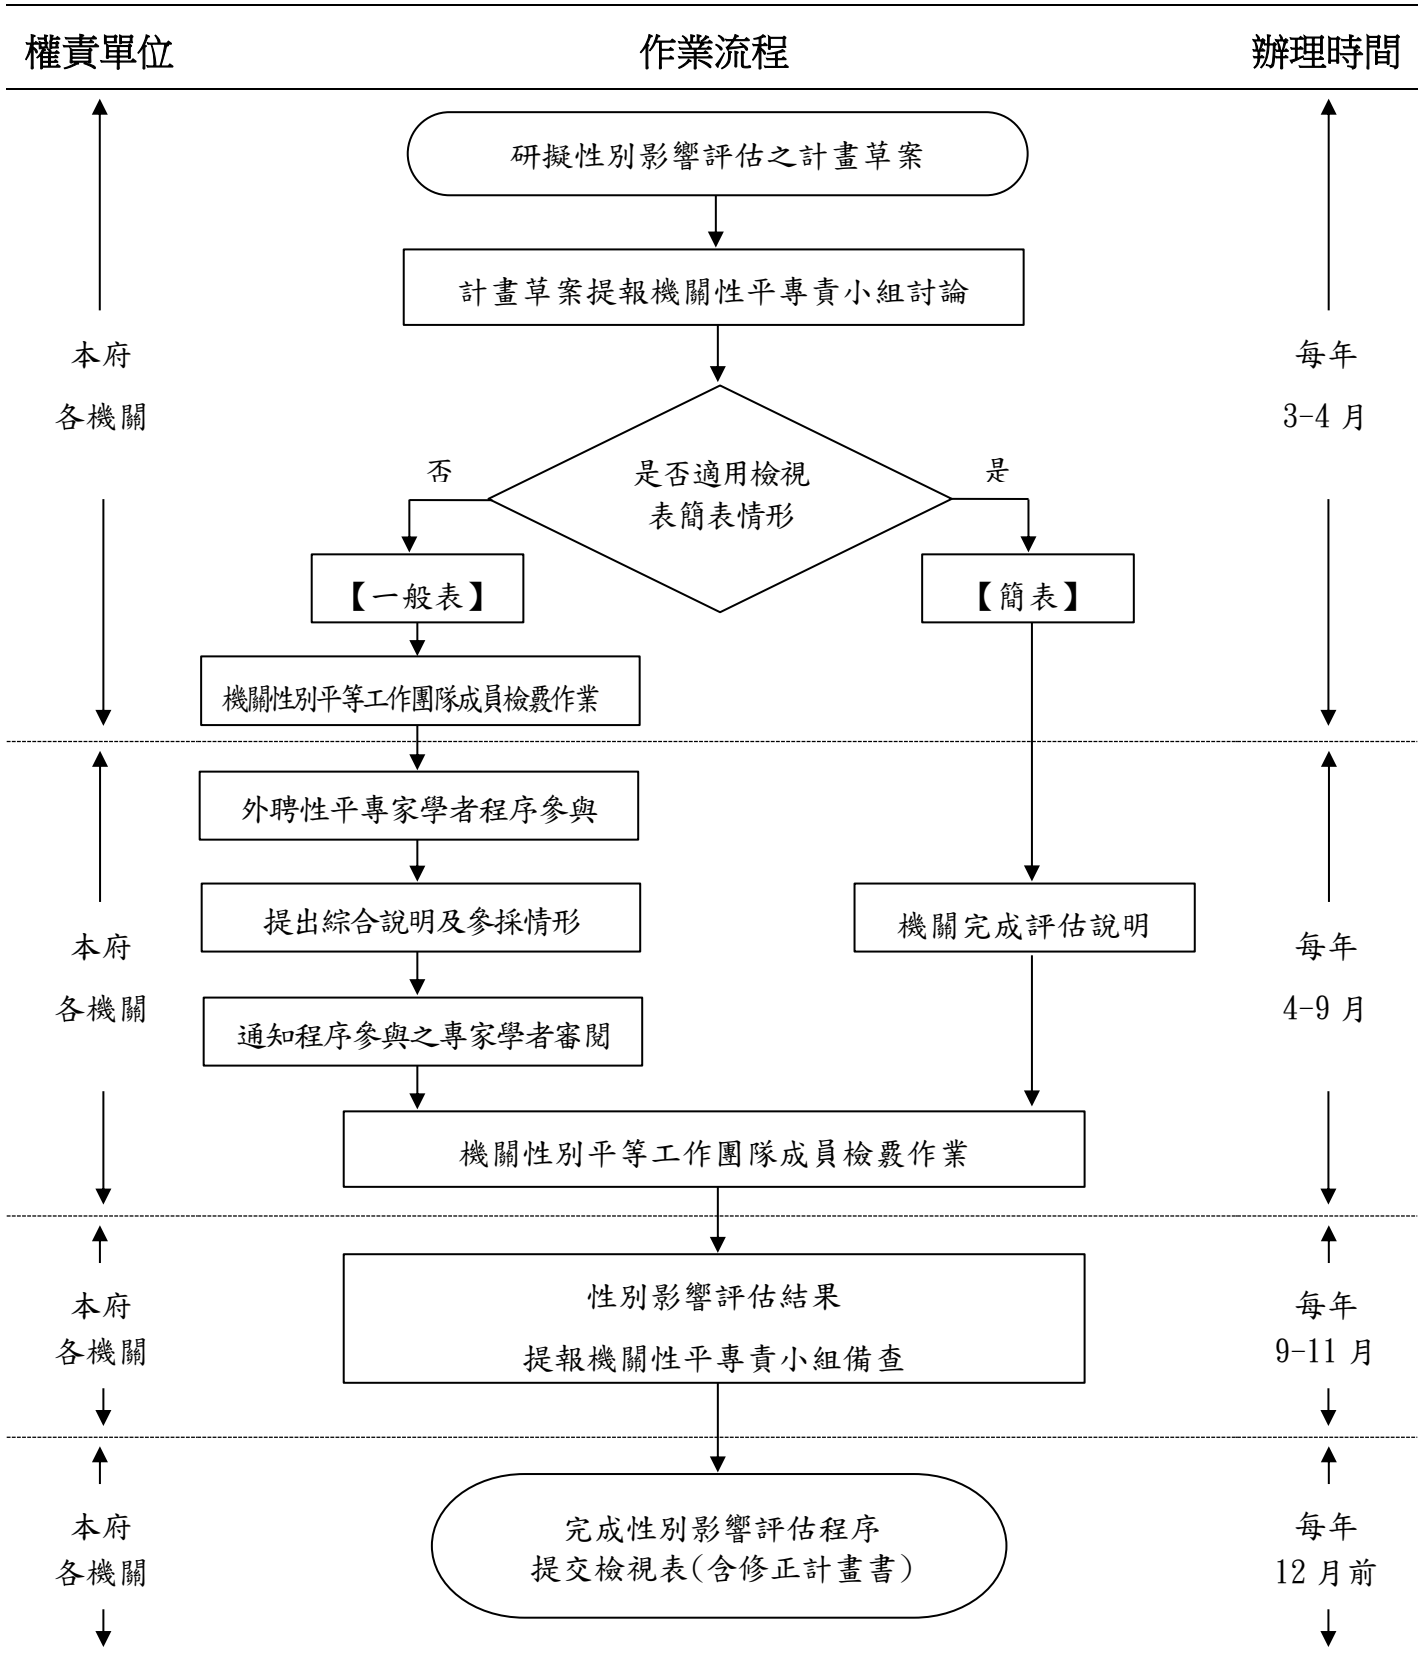 權責單位
作業流程
辦理時間
研擬性別影響評估之計畫草案
計畫草案提報機關性平專責小組討論
本府
各機關
每年
3-4 月
否
是否適用檢視
表簡表情形
是
【一般表】
【簡表】
機關性別平等工作團隊成員檢覈作業
外聘性平專家學者程序參與
提出綜合說明及參採情形
機關完成評估說明
本府
各機關
每年
4-9 月
通知程序參與之專家學者審閱
機關性別平等工作團隊成員檢覈作業
本府
各機關
性別影響評估結果
提報機關性平專責小組備查
每年
9-11 月
本府
各機關
完成性別影響評估程序
提交檢視表(含修正計畫書)
每年
12 月前